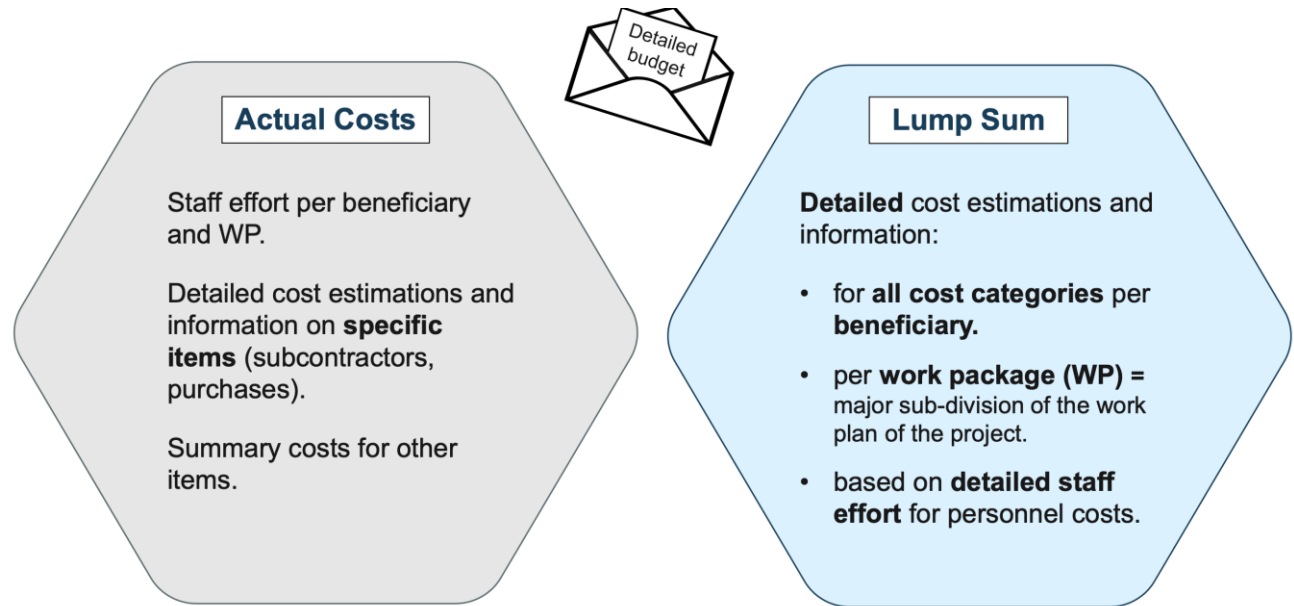 Detailed
budget
Actual Costs
Staff effort per beneficiary
and WP.
Detailed cost estimations and
information on specific
items (subcontractors,
purchases).
Summary costs for other
items.
Lump Sum
Detailed cost estimations and
information:
• for all cost categories per
beneficiary.
• per work package (WP) =
major sub-division of the work
plan of the project.
• based on detailed staff
effort for personnel costs.